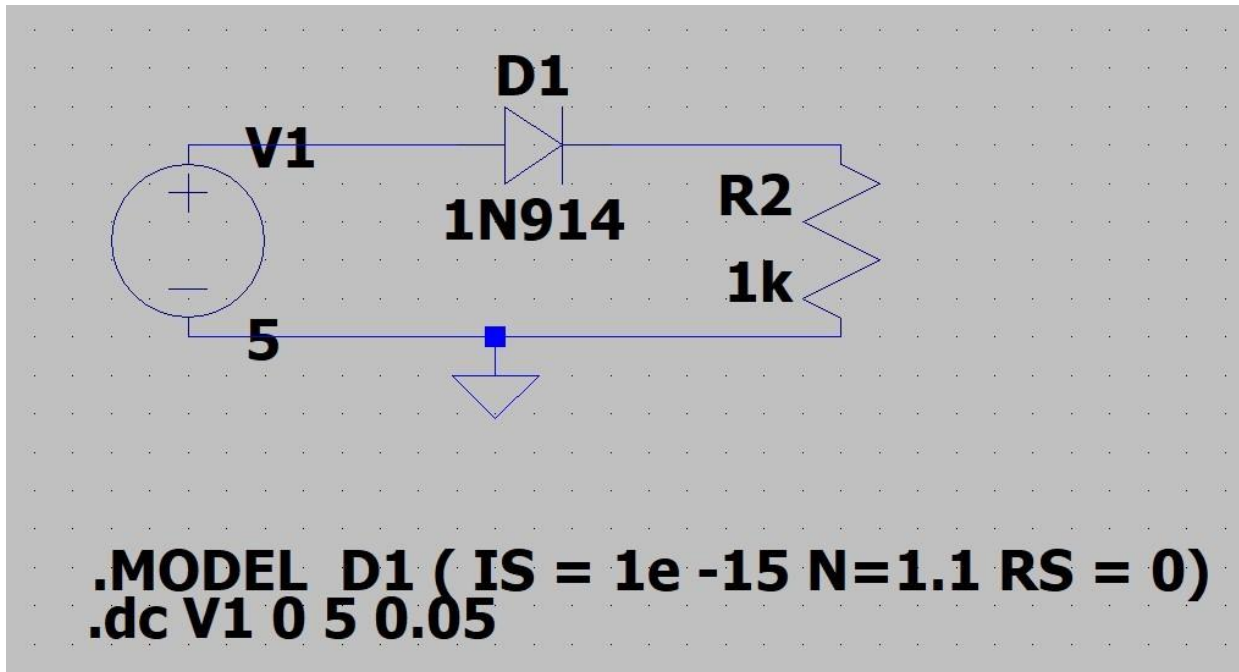 D1
V1
1N914
R2
1k
5
.MODEL D1 ( IS = 1e -15 N=1.1 RS = 0)
.dc V1 0 5 0.05